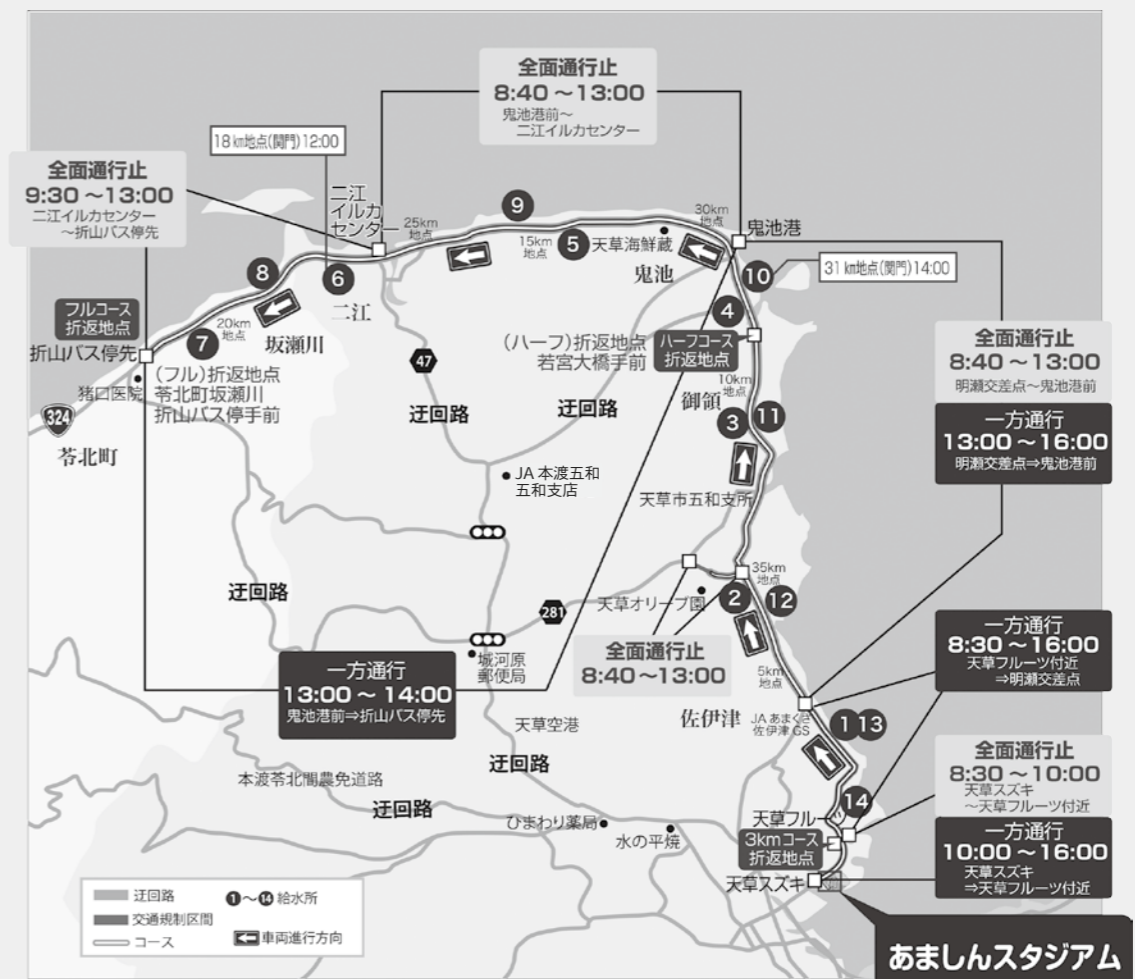 全面通行止
8:40 ～13:00
鬼池港前～
二江イルカセンター
18㎞地点(関門)12:00
全面通行止
9:30 ～13:00
二江イルカセンター
～折山バス停先
二江
イルカ
センター
25km
地点
9
15km
地点
5
天草海鮮蔵
30km
地点
鬼池港
鬼池
10
31㎞地点(関門)14:00
8
6
二江
フルコース
折返地点
7
20km
地点
坂瀬川
折山バス停先
猪口医院
(フル)折返地点
苓北町坂瀬川
折山バス停手前
324
苓北町
47
迂回路
4
(ハーフ)折返地点
若宮大橋手前
ハーフコース
折返地点
迂回路
10km
地点
御領
3
11
全面通行止
8:40 ～13:00
明瀬交差点～鬼池港前
一方通行
13:00 ～16:00
明瀬交差点⇒鬼池港前
JA 本渡五和
五和支店
天草市五和支所
35km
地点
迂回路
281
天草オリーブ園
2
12
城河原
郵便局
全面通行止
8:40 ～13:00
5km
地点
一方通行
8:30 ～16:00
天草フルーツ付近
⇒明瀬交差点
一方通行
13:00 ～ 14:00
鬼池港前⇒折山バス停先
佐伊津
JA あまくさ
佐伊津 GS
1 13
天草空港
迂回路
全面通行止
8:30 ～10:00
天草スズキ
～天草フルーツ付近
本渡苓北閣農免道路
迂回路
ひまわり薬局
水の平焼
14
天草フルーツ
3kmコース
折返地点
一方通行
10:00 ～16:00
天草スズキ
⇒天草フルーツ付近
天草スズキ
迂回路
❶～⓮ 給水所
交通規制区間
コース
車両進行方向
あましんスタジアム